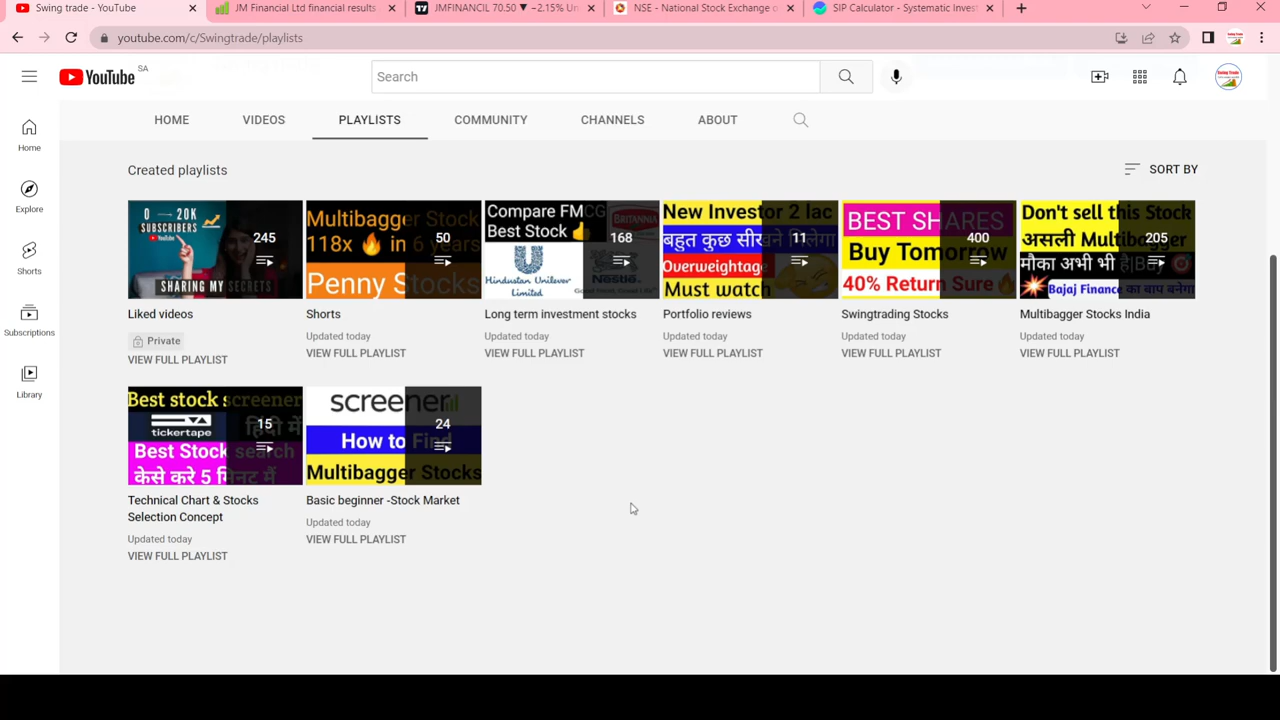 Swing trade - YouTube
JM Financial Ltd financial results
JMFINANCIL 70.50 ▼ −2.15% Un
NSE - National Stock Exchange o
SIP Calculator - Systematic Invest
youtube.com/c/Swingtrade/playlists
YouTube SA
Search
HOME
VIDEOS
PLAYLISTS
COMMUNITY
CHANNELS
ABOUT
Home
Explore
Shorts
Subscriptions
Library
Created playlists
SORT BY
0 → 20K
SUBSCRIBERS
YouTube
SHARING MY SECRETS
245
Liked videos
Private
VIEW FULL PLAYLIST
Multibagger Stock
118x 🔥 in 6 years
Penny Stocks
50
Shorts
Updated today
VIEW FULL PLAYLIST
Compare FMCG
Best Stock 👍
BRITANNIA
Hindustan Unilever
Limited
Nestlé
168
Long term investment stocks
Updated today
VIEW FULL PLAYLIST
New Investor 2 lac
बहुत कुछ सीखने मिलेगा
Overweightage
Must watch
11
Portfolio reviews
Updated today
VIEW FULL PLAYLIST
BEST SHARES
Buy Tomorrow
40% Return Sure🔥
400
Swingtrading Stocks
Updated today
VIEW FULL PLAYLIST
Don't sell this Stock
असली Multibagger
मौका अभी भी है
Bajaj Finance का बाप बनेगा
205
Multibagger Stocks India
Updated today
VIEW FULL PLAYLIST
Best stock screener
हिंदी में
tickertape
Best Stock search
केसे करे 5 मिनट मैं
15
Technical Chart & Stocks
Selection Concept
Updated today
VIEW FULL PLAYLIST
screener
How to Find
Multibagger Stocks
24
Basic beginner -Stock Market
Updated today
VIEW FULL PLAYLIST